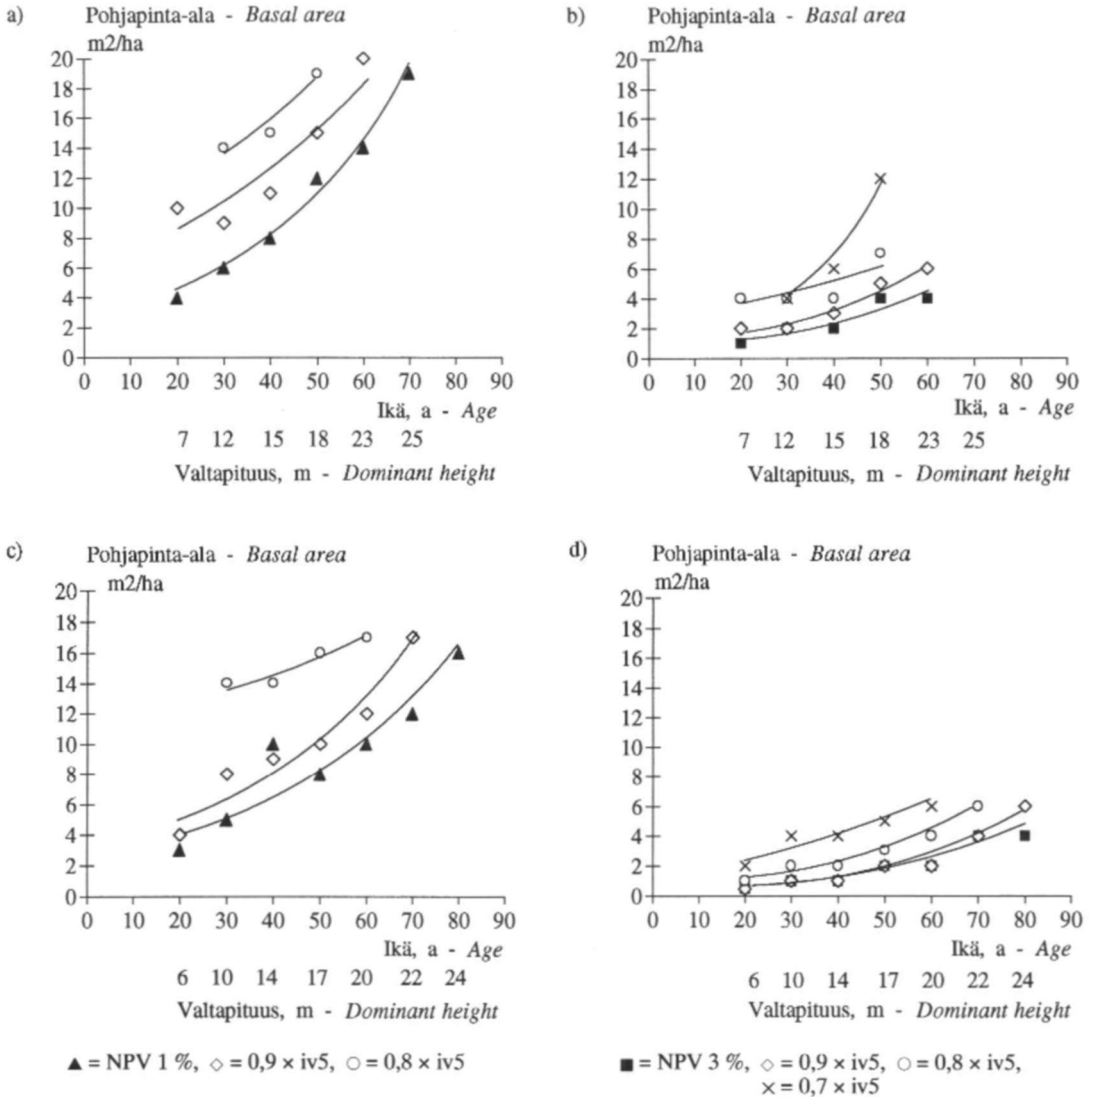 a) Pohjapinta-ala - Basal area
m2/ha
20
18
16
14
12
10
8
6
4
2
0
0 10 20 30 40 50 60 70 80 90
Ikä, a - Age
7 12 15 18 23 25
Valtapituus, m - Dominant height
b) Pohjapinta-ala - Basal area
m2/ha
20
18
16
14
12
10
8
6
4
2
0
0 10 20 30 40 50 60 70 80 90
Ikä, a - Age
7 12 15 18 23 25
Valtapituus, m - Dominant height
c) Pohjapinta-ala - Basal area
m2/ha
20
18
16
14
12
10
8
6
4
2
0
0 10 20 30 40 50 60 70 80 90
Ikä, a - Age
6 10 14 17 20 22 24
Valtapituus, m - Dominant height
▲ = NPV 1 %, ◇ = 0,9 × iv5, ○ = 0,8 × iv5
d) Pohjapinta-ala - Basal area
m2/ha
20
18
16
14
12
10
8
6
4
2
0
0 10 20 30 40 50 60 70 80 90
Ikä, a - Age
6 10 14 17 20 22 24
Valtapituus, m - Dominant height
■ = NPV 3 %, ◇ = 0,9 × iv5, ○ = 0,8 × iv5,
× = 0,7 × iv5